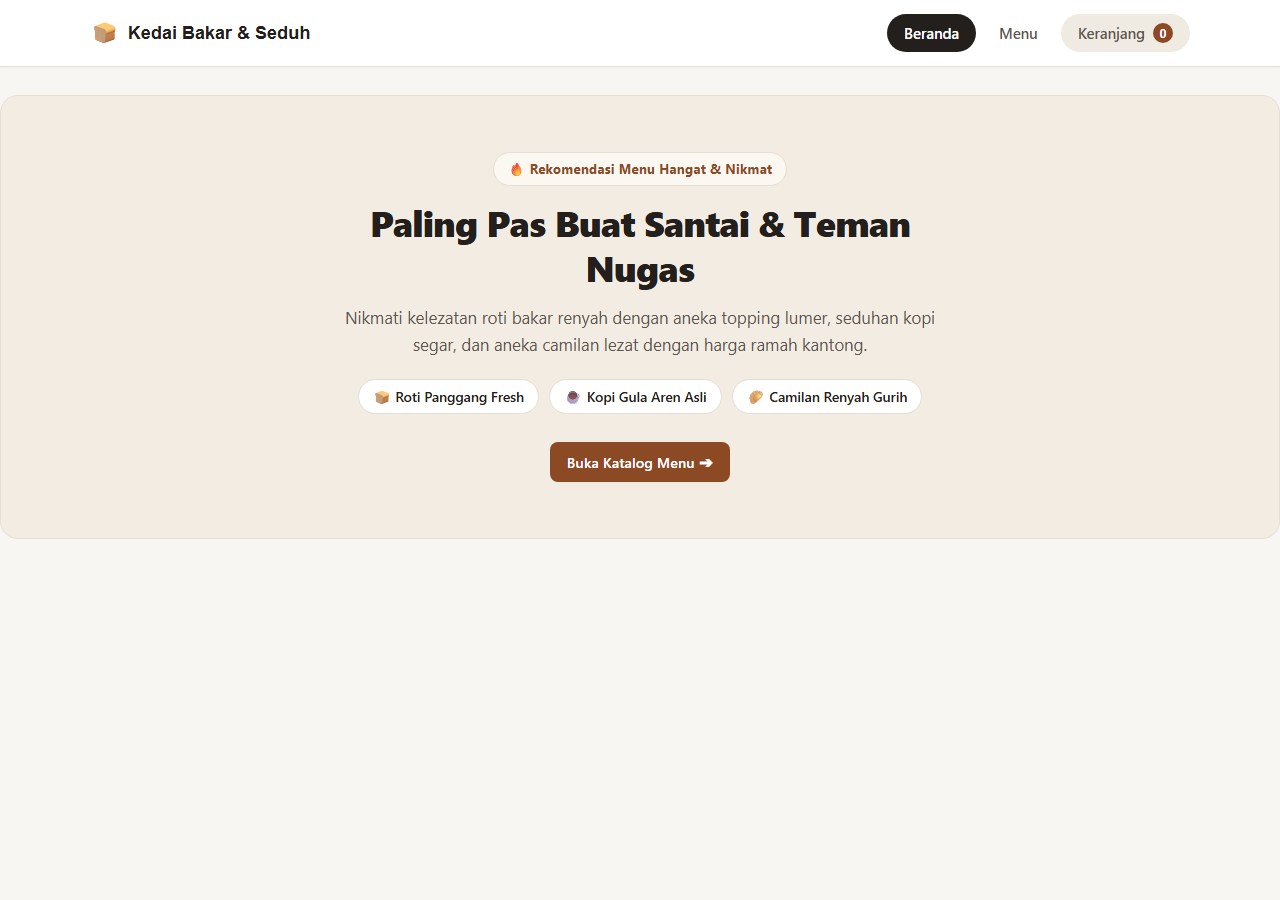 Kedai Bakar & Seduh
Beranda
Menu
Keranjang 0
Rekomendasi Menu Hangat & Nikmat
Paling Pas Buat Santai & Teman
Nugas
Nikmati kelezatan roti bakar renyah dengan aneka topping lumer, seduhan kopi
segar, dan aneka camilan lezat dengan harga ramah kantong.
Roti Panggang Fresh
Kopi Gula Aren Asli
Camilan Renyah Gurih
Buka Katalog Menu ➔